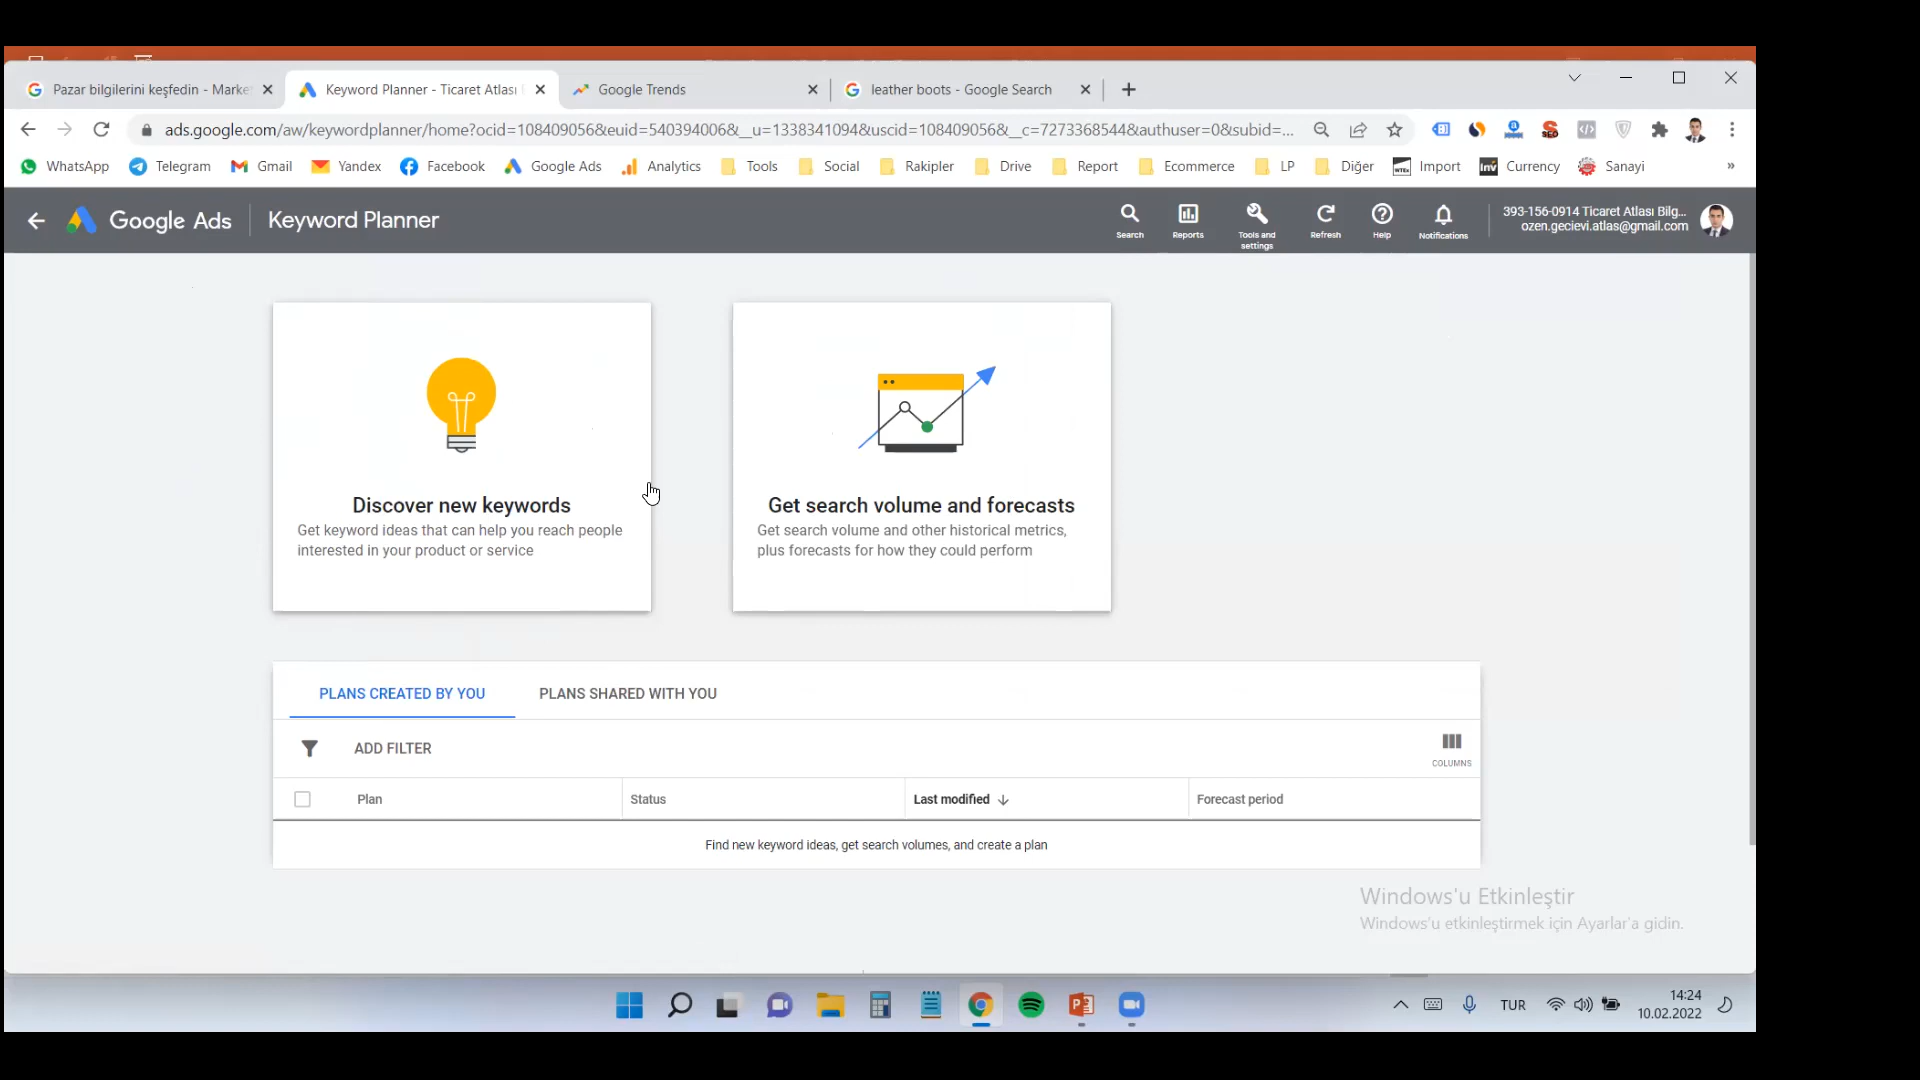 Pazar bilgilerini keşfedin - Marke
Keyword Planner - Ticaret Atlası
Google Trends
leather boots - Google Search
ads.google.com/aw/keywordplanner/home?ocid=108409056&euid=540394006&__u=1338341094&uscid=108409056&__c=7273368544&authuser=0&subid=...
WhatsApp
Telegram
Gmail
Yandex
Facebook
Google Ads
Analytics
Tools
Social
Rakipler
Drive
Report
Ecommerce
LP
Diğer
Import
Currency
Sanayi
Google Ads
Keyword Planner
Search
Reports
Tools and
settings
Refresh
Help
Notifications
393-156-0914 Ticaret Atlası Bilg...
ozen.gecievi.atlas@gmail.com
Discover new keywords
Get keyword ideas that can help you reach people
interested in your product or service
Get search volume and forecasts
Get search volume and other historical metrics,
plus forecasts for how they could perform
PLANS CREATED BY YOU
PLANS SHARED WITH YOU
ADD FILTER
COLUMNS
Plan
Status
Last modified
Forecast period
Find new keyword ideas, get search volumes, and create a plan
Windows'u Etkinleştir
Windows'u etkinleştirmek için Ayarlar'a gidin.
TUR
14:24
10.02.2022